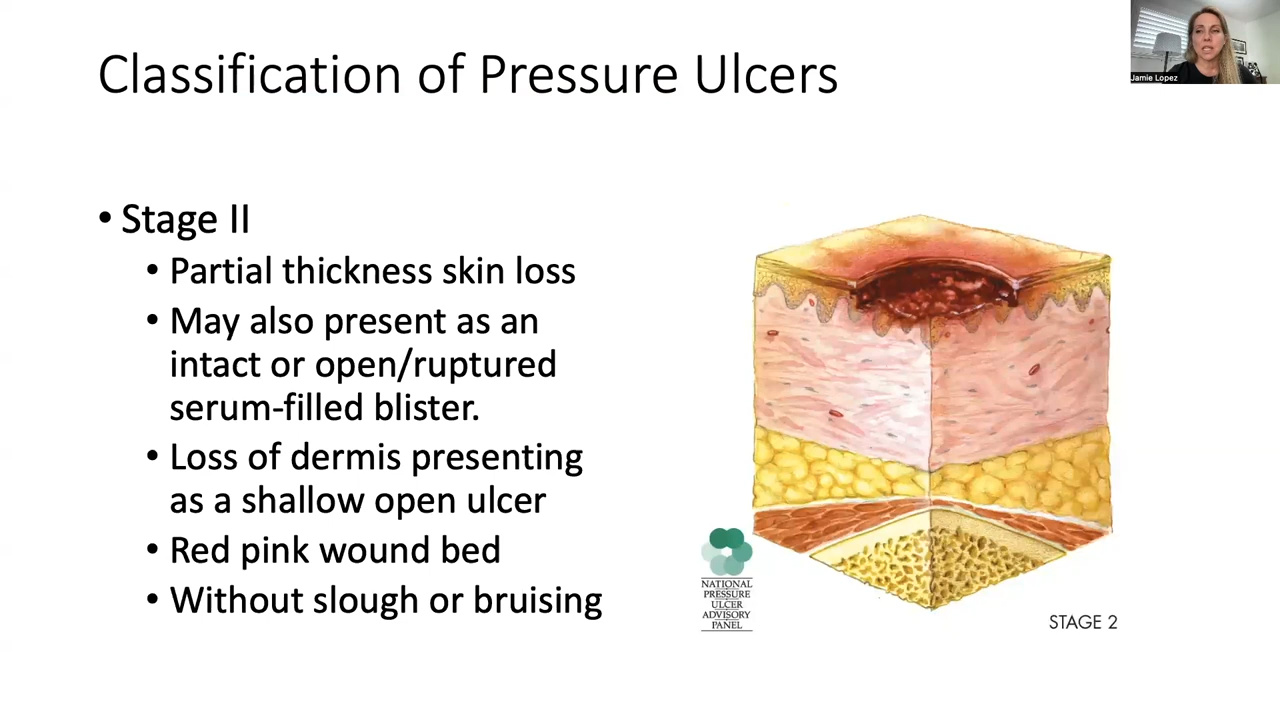 Classification of Pressure Ulcers
Jamie Lopez
• Stage II
• Partial thickness skin loss
• May also present as an
intact or open/ruptured
serum-filled blister.
• Loss of dermis presenting
as a shallow open ulcer
• Red pink wound bed
• Without slough or bruising
NATIONAL
PRESSURE
ULCER
ADVISORY
PANEL
STAGE 2